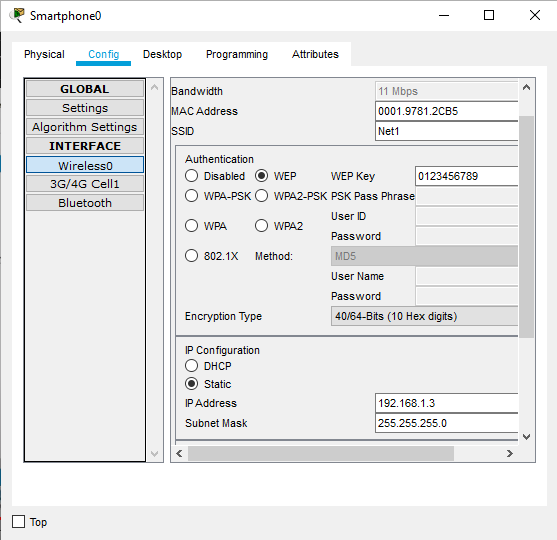 Smartphone0
Physical Config Desktop Programming Attributes
GLOBAL
Settings
Algorithm Settings
INTERFACE
Wireless0
3G/4G Cell1
Bluetooth
Bandwidth 11 Mbps
MAC Address 0001.9781.2CB5
SSID Net1
Authentication
Disabled WEP WEP Key 0123456789
WPA-PSK WPA2-PSK PSK Pass Phrase
User ID
WPA WPA2
Password
802.1X Method: MD5
User Name
Password
Encryption Type 40/64-Bits (10 Hex digits)
IP Configuration
DHCP
Static
IP Address 192.168.1.3
Subnet Mask 255.255.255.0
Top